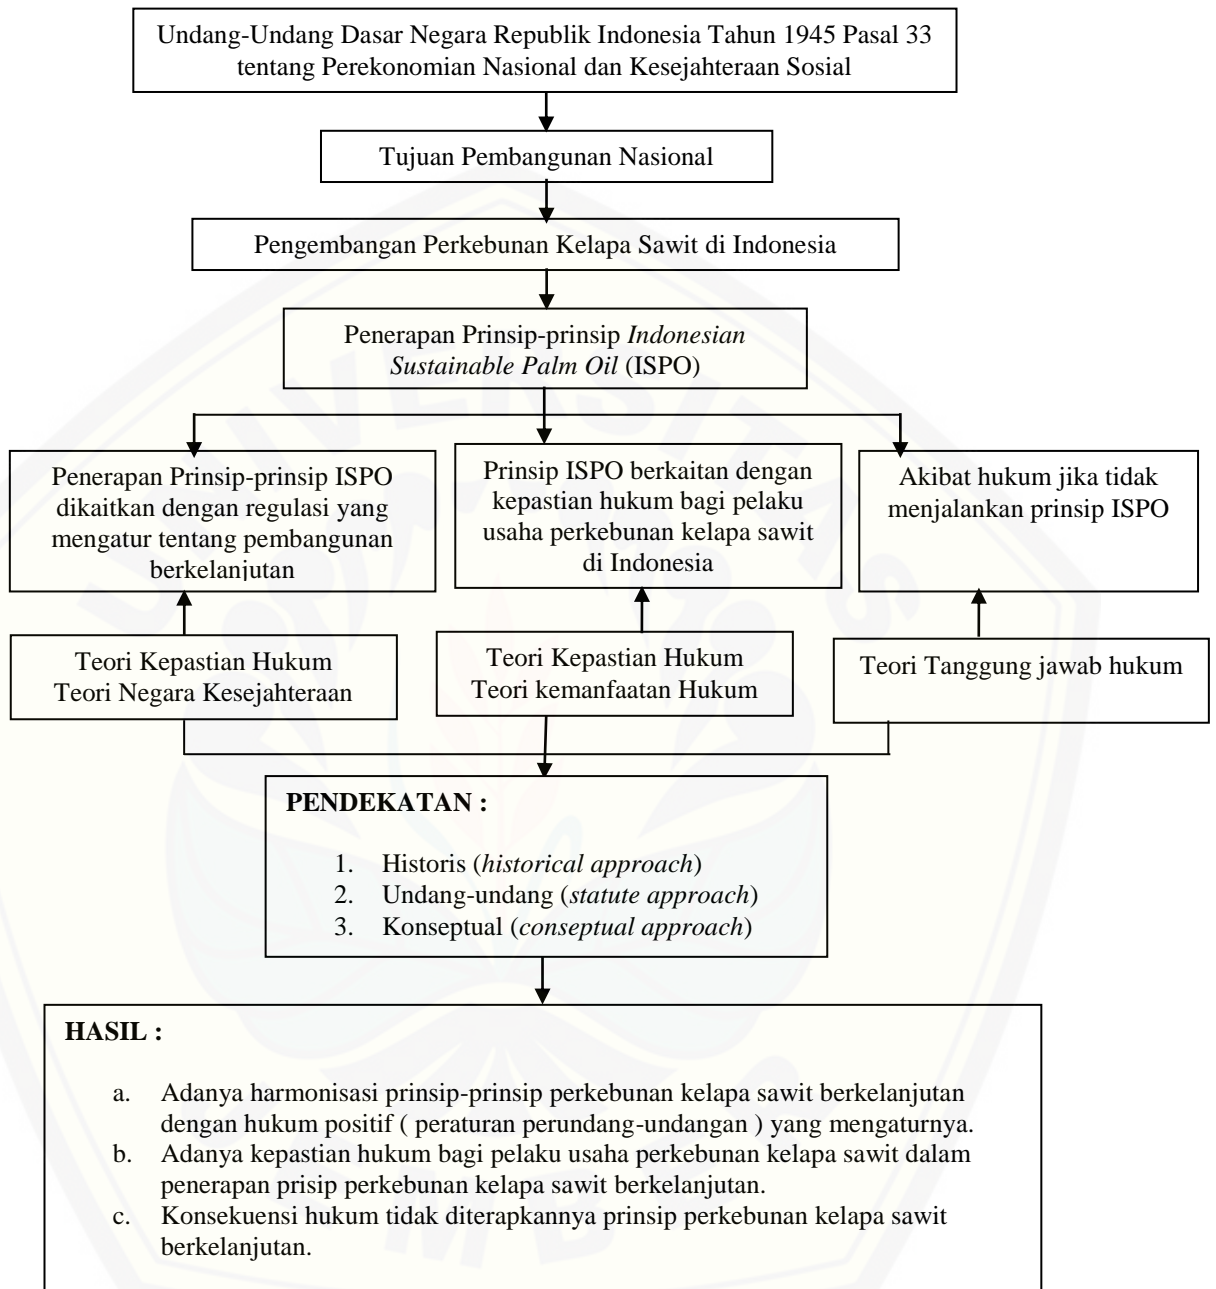 Undang-Undang Dasar Negara Republik Indonesia Tahun 1945 Pasal 33
tentang Perekonomian Nasional dan Kesejahteraan Sosial
Tujuan Pembangunan Nasional
Pengembangan Perkebunan Kelapa Sawit di Indonesia
Penerapan Prinsip-prinsip Indonesian
Sustainable Palm Oil (ISPO)
Penerapan Prinsip-prinsip ISPO
dikaitkan dengan regulasi yang
mengatur tentang pembangunan
berkelanjutan
Prinsip ISPO berkaitan dengan
kepastian hukum bagi pelaku
usaha perkebunan kelapa sawit
di Indonesia
Akibat hukum jika tidak
menjalankan prinsip ISPO
Teori Kepastian Hukum
Teori Negara Kesejahteraan
Teori Kepastian Hukum
Teori kemanfaatan Hukum
Teori Tanggung jawab hukum
PENDEKATAN :
1. Historis (historical approach)
2. Undang-undang (statute approach)
3. Konseptual (conseptual approach)
HASIL :
a. Adanya harmonisasi prinsip-prinsip perkebunan kelapa sawit berkelanjutan
dengan hukum positif ( peraturan perundang-undangan ) yang mengaturnya.
b. Adanya kepastian hukum bagi pelaku usaha perkebunan kelapa sawit dalam
penerapan prisip perkebunan kelapa sawit berkelanjutan.
c. Konsekuensi hukum tidak diterapkannya prinsip perkebunan kelapa sawit
berkelanjutan.
UNIVERSITAS
JEMBER